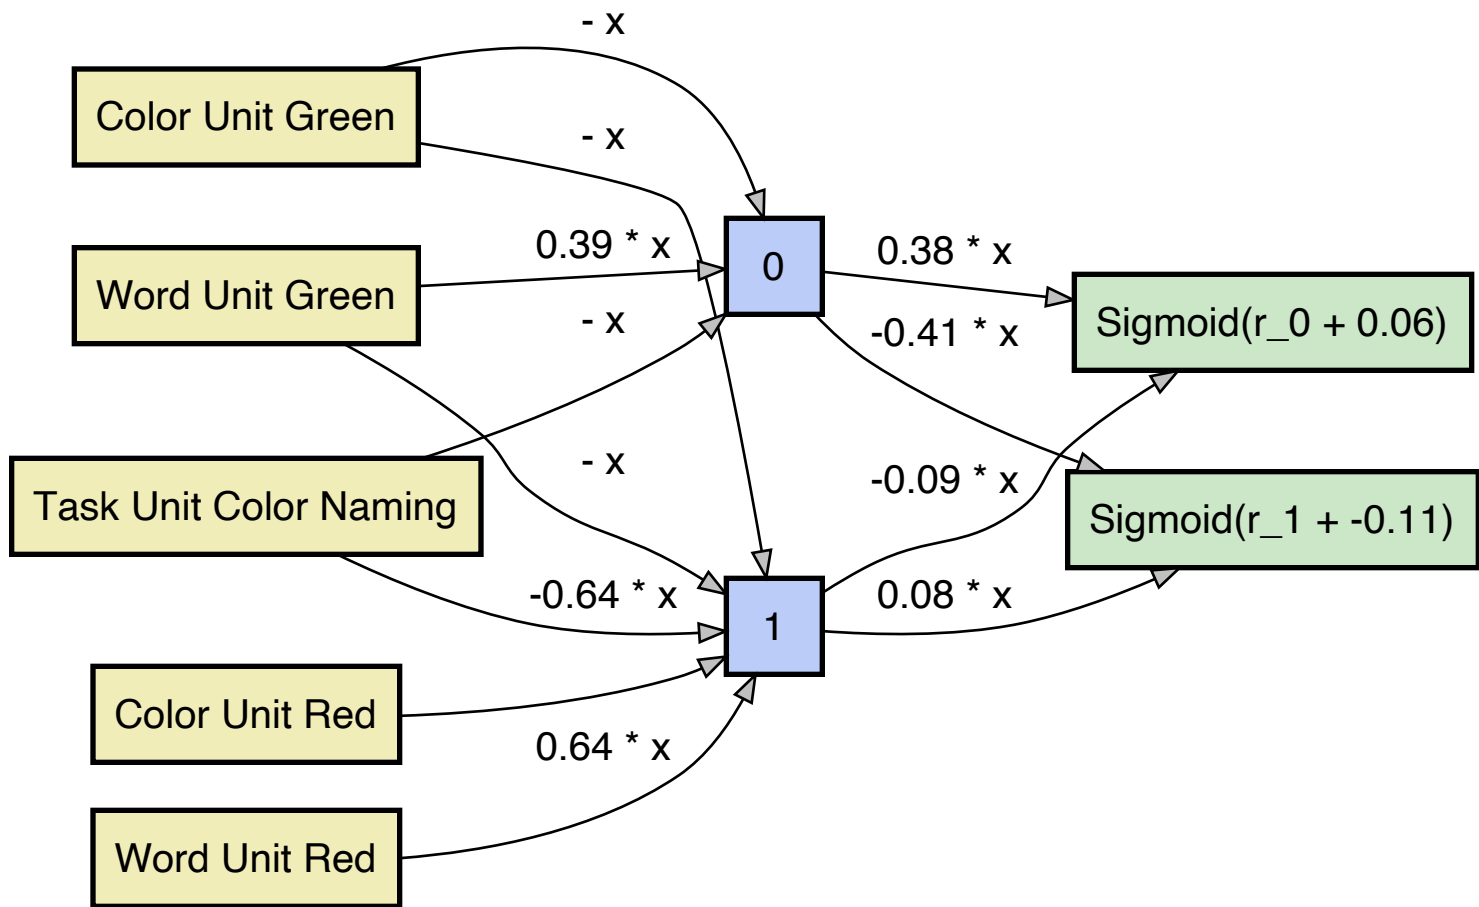 - x
Color Unit Green
- x
0.39 * x
0
0.38 * x
Word Unit Green
- x
-0.41 * x
Sigmoid(r_0 + 0.06)
- x
-0.09 * x
Task Unit Color Naming
Sigmoid(r_1 + -0.11)
-0.64 * x
1
0.08 * x
Color Unit Red
0.64 * x
Word Unit Red